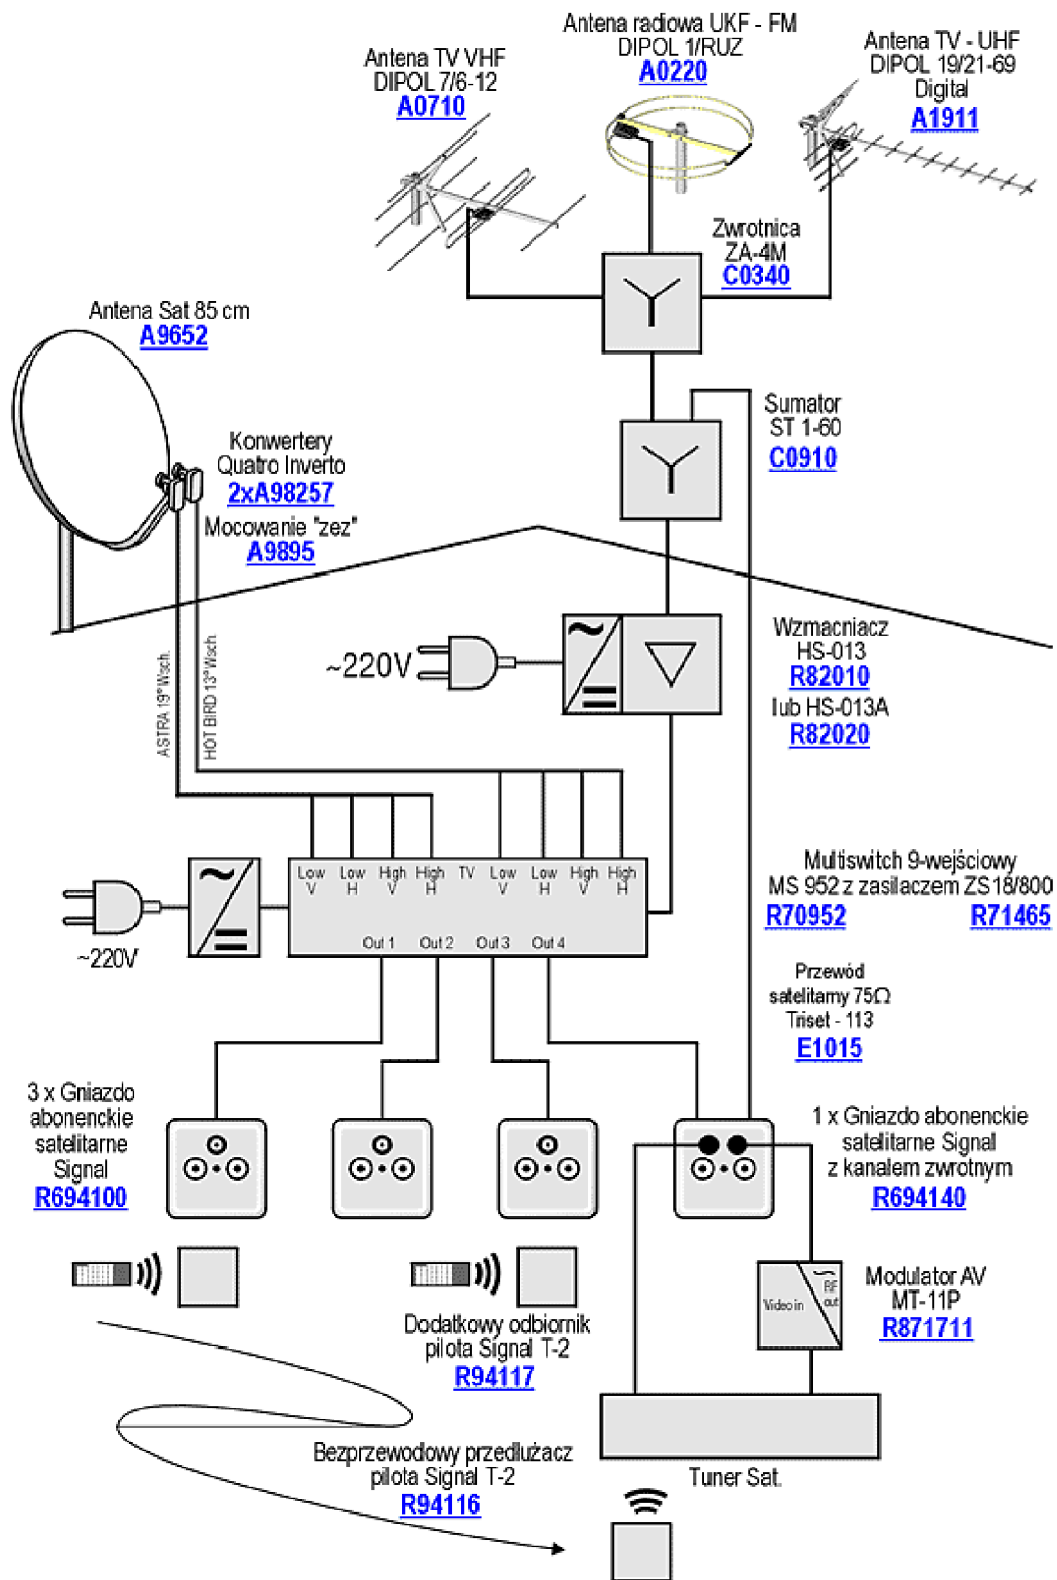 Antena radiowa UKF - FM
DIPOL 1/RUZ
A0220
Antena TV VHF
DIPOL 7/6-12
A0710
Antena TV - UHF
DIPOL 19/21-69
Digital
A1911
Zwrotnica
ZA-4M
C0340
Antena Sat 85 cm
A9652
Sumator
ST 1-60
C0910
Konwertery
Quatro Inverto
2xA98257
Mocowanie "zez"
A9895
ASTRA 19° Wsch.
HOT BIRD 13° Wsch.
~220V
Wzmacniacz
HS-013
R82010
lub HS-013A
R82020
Low V
Low H
High V
High H
TV
Low V
Low H
High V
High H
Out 1 Out 2 Out 3 Out 4
~220V
Multiswitch 9-wejściowy
MS 952 z zasilaczem ZS18/800
R70952 R71465
Przewód
satelitarny 75Ω
Triset - 113
E1015
3 x Gniazdo
abonenckie
satelitarne
Signal
R694100
1 x Gniazdo abonenckie
satelitarne Signal
z kanałem zwrotnym
R694140
Video in
RF out
Modulator AV
MT-11P
R871711
Dodatkowy odbiornik
pilota Signal T-2
R94117
Bezprzewodowy przedłużacz
pilota Signal T-2
R94116
Tuner Sat.